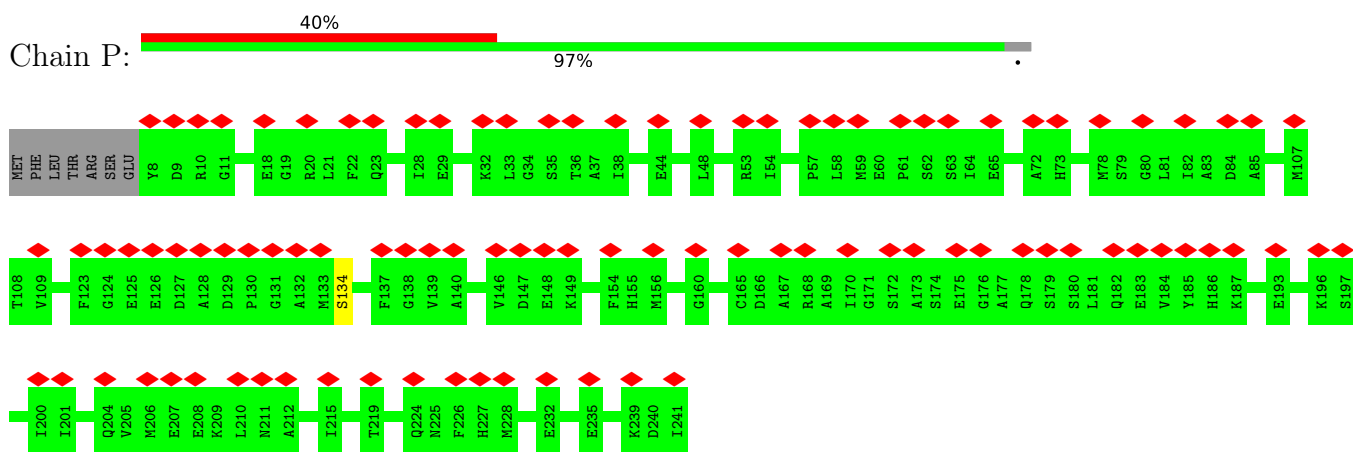 40%
Chain P:
97%
.
MET PHE LEU THR ARG SER GLU Y8 D9 R10 G11 E18 G19 R20 L21 F22 Q23 I28 E29 K32 L33 G34 S35 T36 A37 I38 E44 L48 R53 I54 P57 L58 M59 E60 P61 S62 S63 I64 E65 A72 H73 M78 S79 G80 L81 I82 A83 D84 A85 M107
T108 V109 F123 G124 E125 E126 D127 A128 D129 P130 G131 A132 M133 S134 F137 G138 V139 A140 V146 D147 E148 K149 F154 H155 M156 G160 C165 D166 A167 R168 A169 I170 G171 S172 A173 S174 E175 G176 A177 Q178 S179 S180 L181 Q182 E183 V184 Y185 H186 K187 E193 K196 S197
I200 I201 Q204 V205 M206 E207 E208 K209 L210 N211 A212 I215 T219 Q224 N225 F226 H227 M228 E232 E235 K239 D240 I241